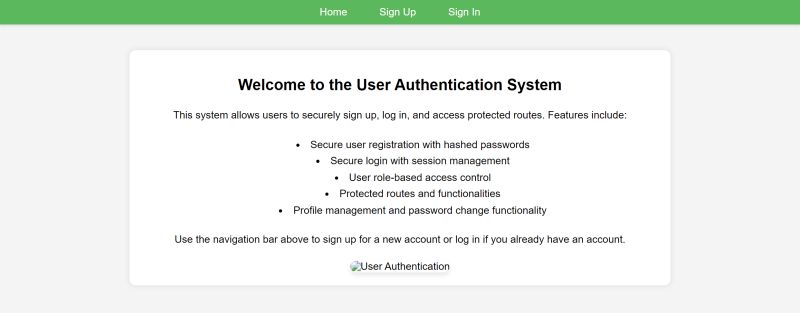 Home Sign Up Sign In
Welcome to the User Authentication System
This system allows users to securely sign up, log in, and access protected routes. Features include:
• Secure user registration with hashed passwords
• Secure login with session management
• User role-based access control
• Protected routes and functionalities
• Profile management and password change functionality
Use the navigation bar above to sign up for a new account or log in if you already have an account.
User Authentication